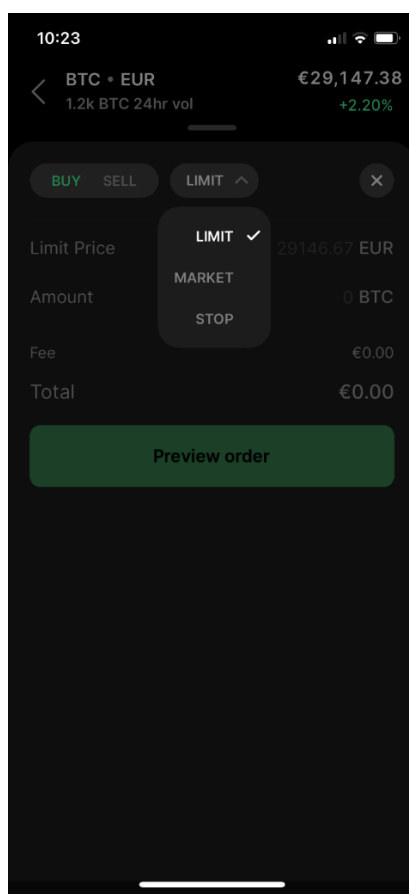 10:23
BTC • EUR €29,147.38
1.2k BTC 24hr vol +2.20%
BUY SELL LIMIT
LIMIT
Limit Price 29146.67 EUR
MARKET
Amount 0 BTC
STOP
Fee €0.00
Total €0.00
Preview order